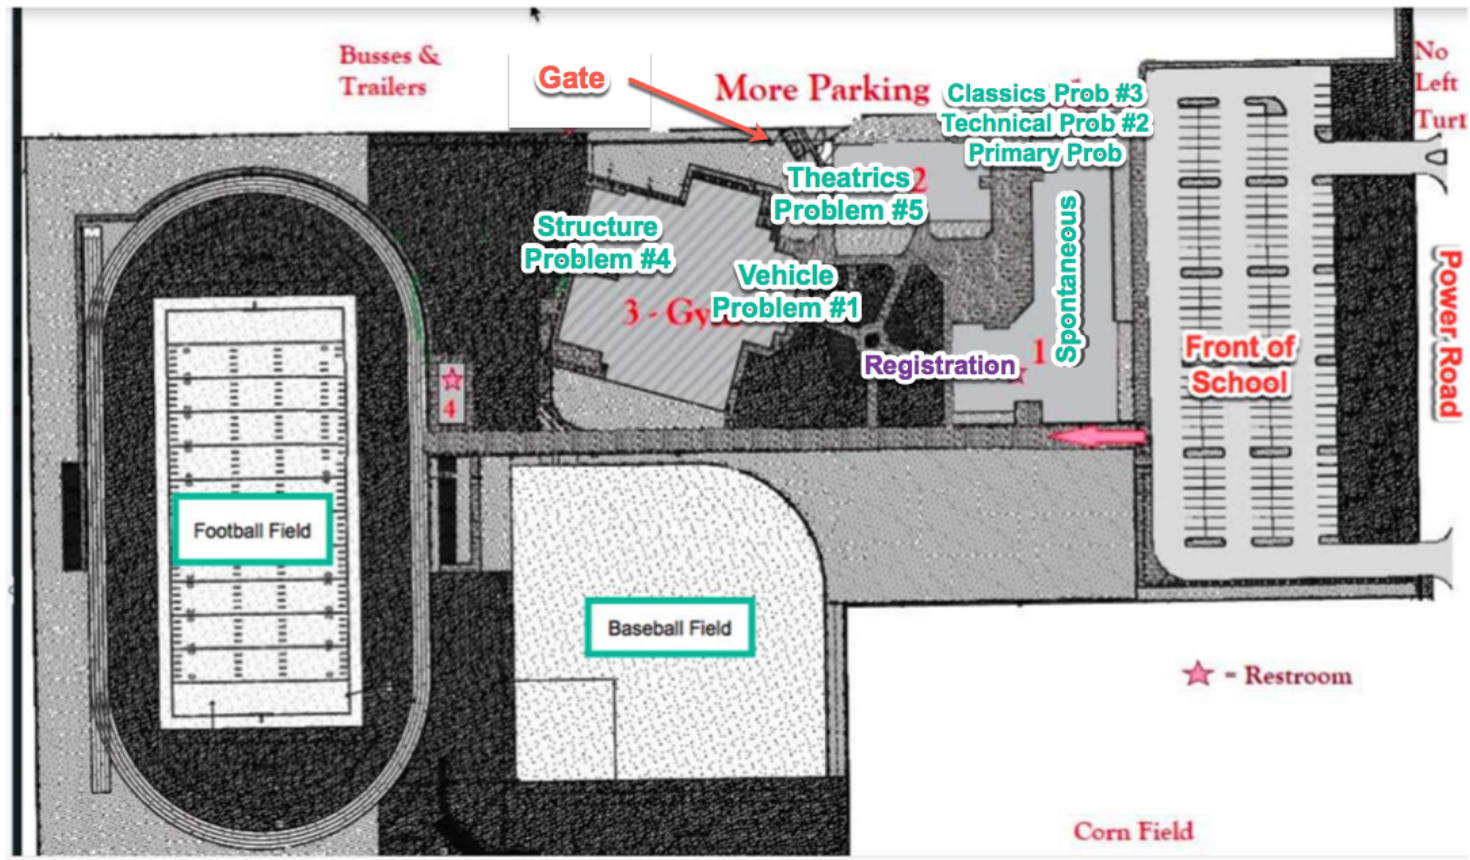 Busses &
Trailers
Gate
More Parking
Classics Prob #3
Technical Prob #2
Primary Prob
No
Left
Turn
Theatrics
Problem #5
2
Structure
Problem #4
Vehicle
Problem #1
3 - Gym
Spontaneous
Registration
1
Front of
School
Power Road
4
Football Field
Baseball Field
= Restroom
Corn Field